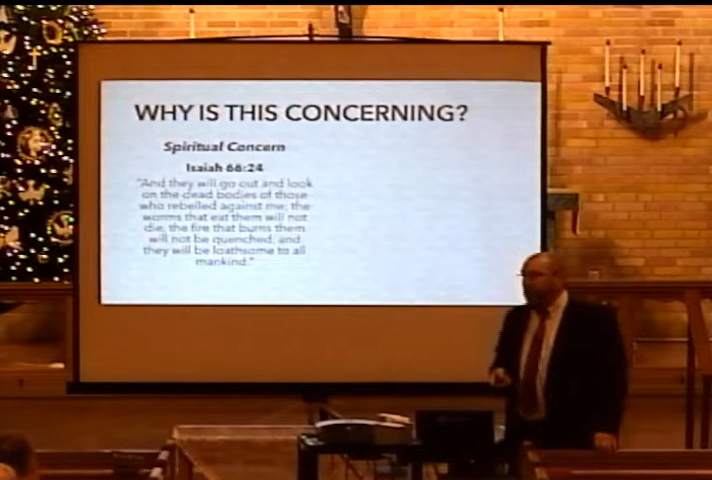 WHY IS THIS CONCERNING?
Spiritual Concern
Isaiah 66:24
"And they will go out and look
on the dead bodies of those
who rebelled against me; the
worms that eat them will not
die, the fire that burns them
will not be quenched, and
they will be loathsome to all
mankind."